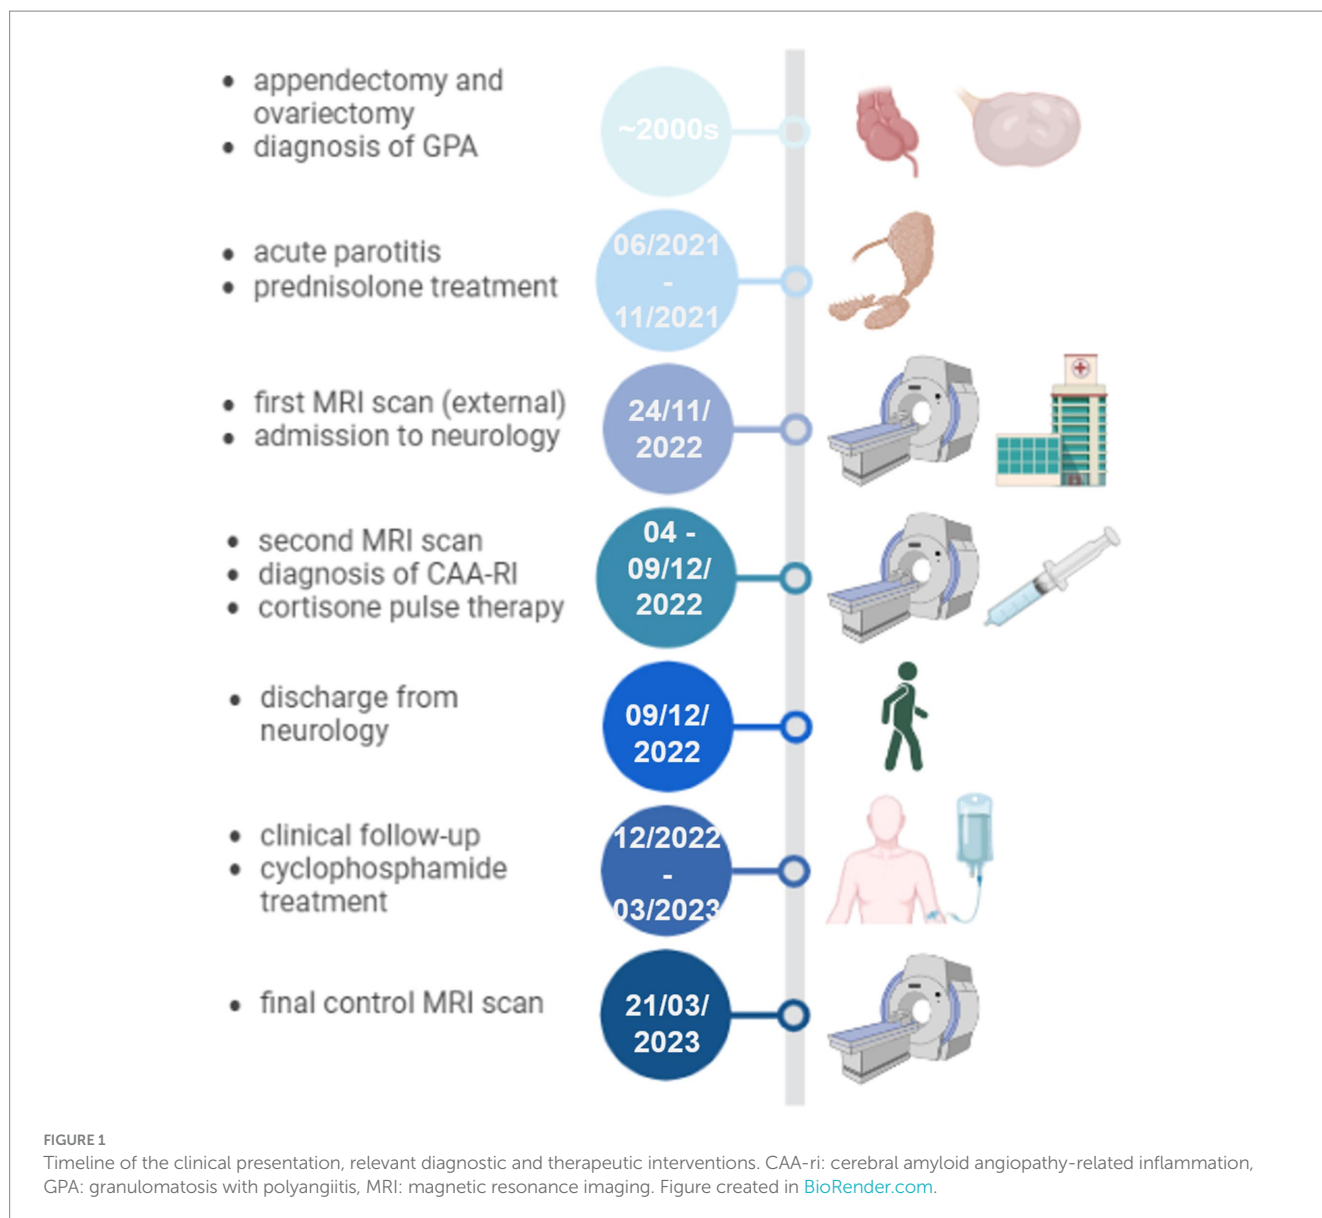 • appendectomy and
ovariectomy
• diagnosis of GPA
~2000s
• acute parotitis
• prednisolone treatment
06/2021
-
11/2021
• first MRI scan (external)
• admission to neurology
24/11/
2022
• second MRI scan
• diagnosis of CAA-RI
• cortisone pulse therapy
04 -
09/12/
2022
• discharge from
neurology
09/12/
2022
• clinical follow-up
• cyclophosphamide
treatment
12/2022
-
03/2023
• final control MRI scan
21/03/
2023
FIGURE 1
Timeline of the clinical presentation, relevant diagnostic and therapeutic interventions. CAA-ri: cerebral amyloid angiopathy-related inflammation,
GPA: granulomatosis with polyangiitis, MRI: magnetic resonance imaging. Figure created in BioRender.com.